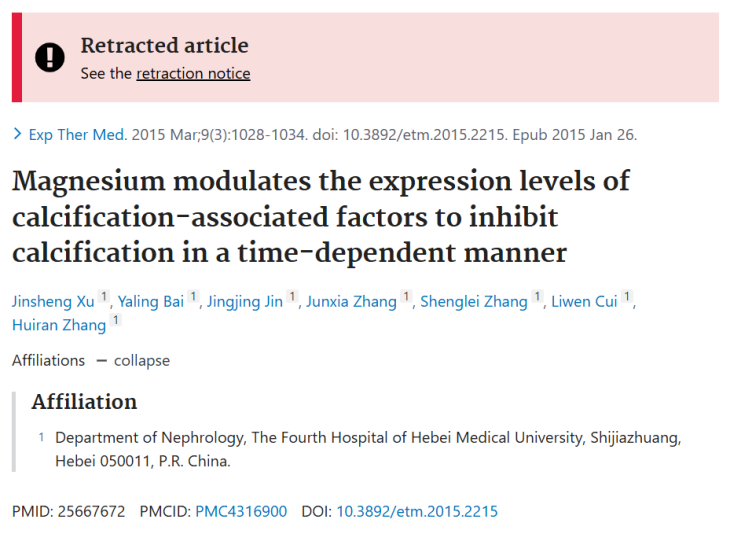 Retracted article
See the retraction notice
Exp Ther Med. 2015 Mar;9(3):1028-1034. doi: 10.3892/etm.2015.2215. Epub 2015 Jan 26.
Magnesium modulates the expression levels of
calcification-associated factors to inhibit
calcification in a time-dependent manner
Jinsheng Xu 1, Yaling Bai 1, Jingjing Jin 1, Junxia Zhang 1, Shenglei Zhang 1, Liwen Cui 1,
Huiran Zhang 1
Affiliations — collapse
Affiliation
1 Department of Nephrology, The Fourth Hospital of Hebei Medical University, Shijiazhuang,
Hebei 050011, P.R. China.
PMID: 25667672 PMCID: PMC4316900 DOI: 10.3892/etm.2015.2215